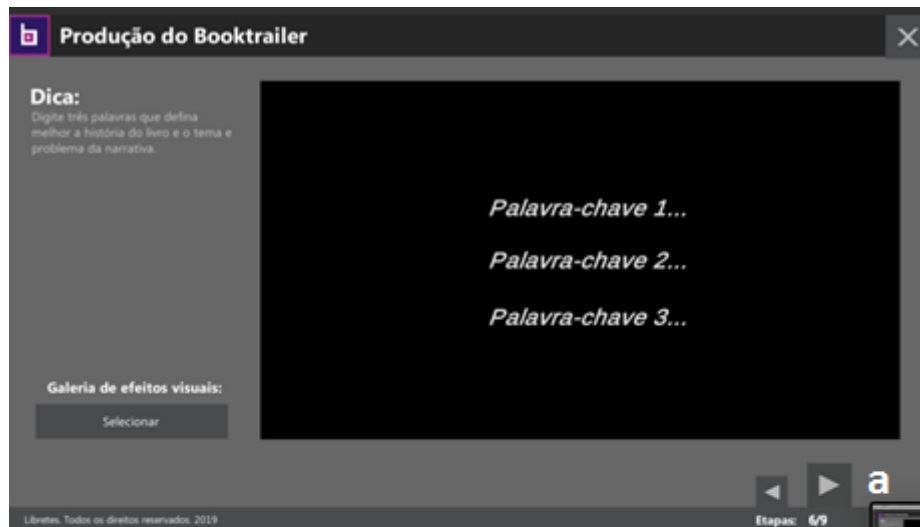 Produção do Booktrailer
Dica:
Digite três palavras que defina
melhor a história do livro e o tema e
problema da narrativa.
Palavra-chave 1...
Palavra-chave 2...
Palavra-chave 3...
Galeria de efeitos visuais:
Selecionar
a
Libretes. Todos os direitos reservados. 2019
Etapas: 6/9